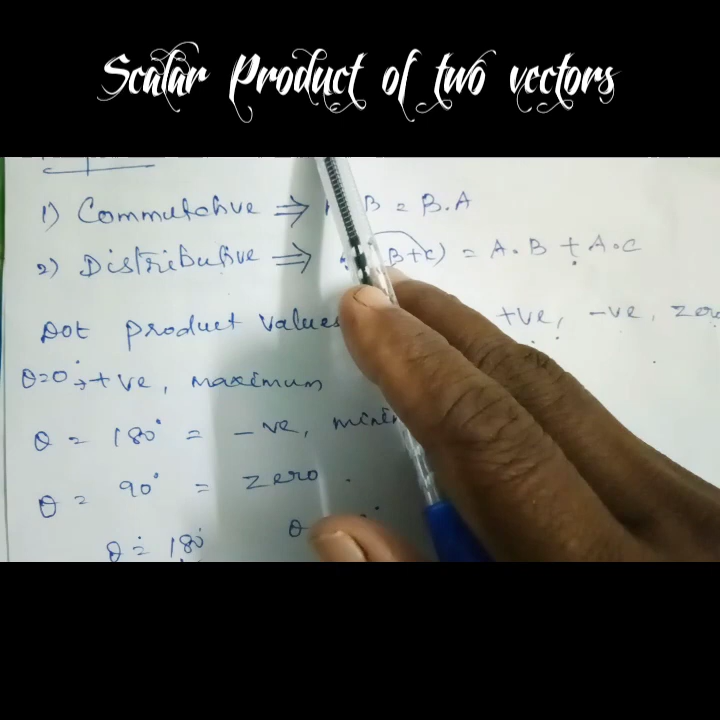 Scalar Product of two vectors
1) Commutative ⇒ B = B.A
2) Distributive ⇒ B+C) = A.B + A.C
Dot product values +ve, -ve, zero
θ=0° → +ve, maximum
θ = 180° = -ve,
θ = 90° = zero.
θ = 180° θ